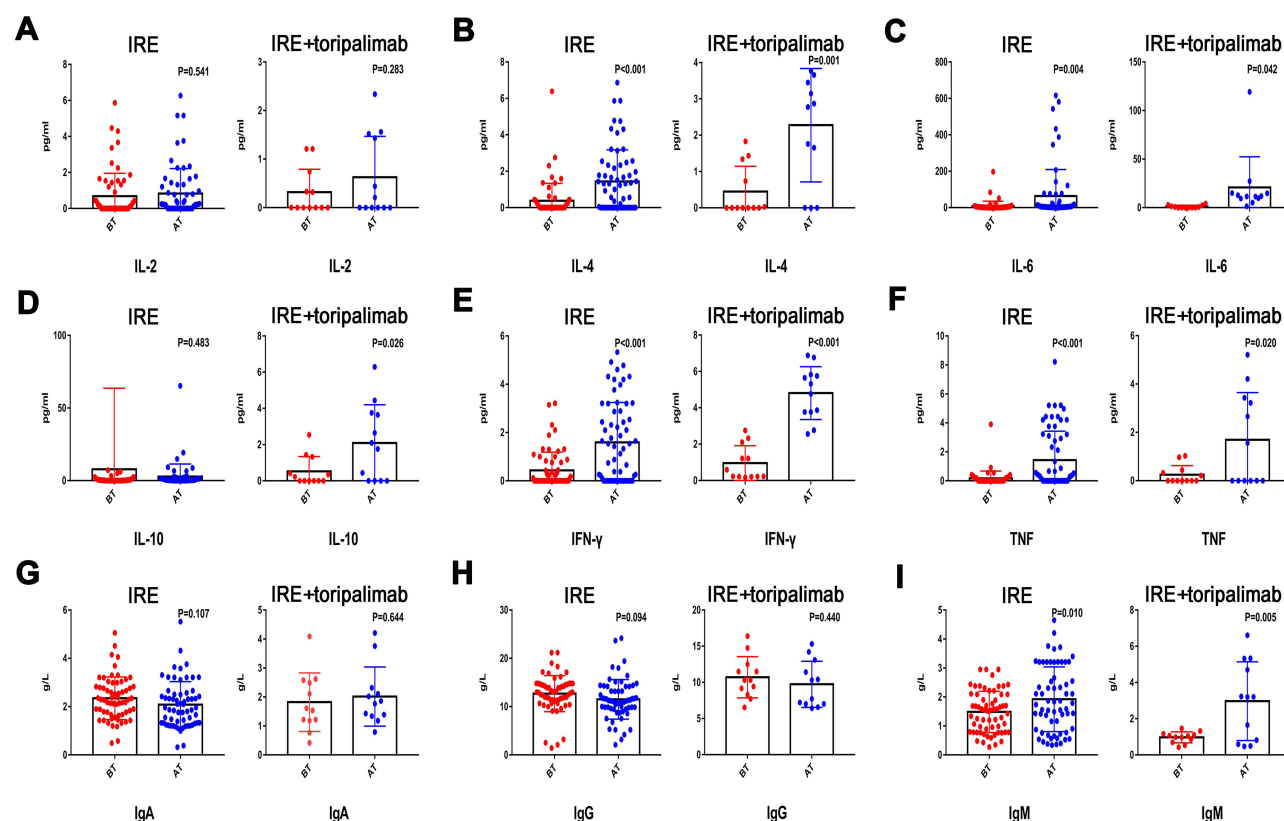 A
IRE
IRE+toripalimab
P=0.541
P=0.283
pg/ml
8
6
4
2
0
BT
AT
IL-2
pg/ml
3
2
1
0
BT
AT
IL-2
B
IRE
IRE+toripalimab
P<0.001
P=0.001
pg/ml
8
6
4
2
0
BT
AT
IL-4
pg/ml
4
3
2
1
0
BT
AT
IL-4
C
IRE
IRE+toripalimab
P=0.004
P=0.042
pg/ml
800
600
400
200
0
BT
AT
IL-6
pg/ml
150
100
50
0
BT
AT
IL-6
D
IRE
IRE+toripalimab
P=0.483
P=0.026
pg/ml
100
50
0
BT
AT
IL-10
pg/ml
8
6
4
2
0
BT
AT
IL-10
E
IRE
IRE+toripalimab
P<0.001
P<0.001
pg/ml
6
4
2
0
BT
AT
IFN-γ
pg/ml
8
6
4
2
0
BT
AT
IFN-γ
F
IRE
IRE+toripalimab
P<0.001
P=0.020
pg/ml
10
8
6
4
2
0
BT
AT
TNF
pg/ml
6
4
2
0
BT
AT
TNF
G
IRE
IRE+toripalimab
P=0.107
P=0.644
g/L
6
4
2
0
BT
AT
IgA
g/L
5
4
3
2
1
0
BT
AT
IgA
H
IRE
IRE+toripalimab
P=0.094
P=0.440
g/L
30
20
10
0
BT
AT
IgG
g/L
20
15
10
5
0
BT
AT
IgG
I
IRE
IRE+toripalimab
P=0.010
P=0.005
g/L
5
4
3
2
1
0
BT
AT
IgM
g/L
8
6
4
2
0
BT
AT
IgM